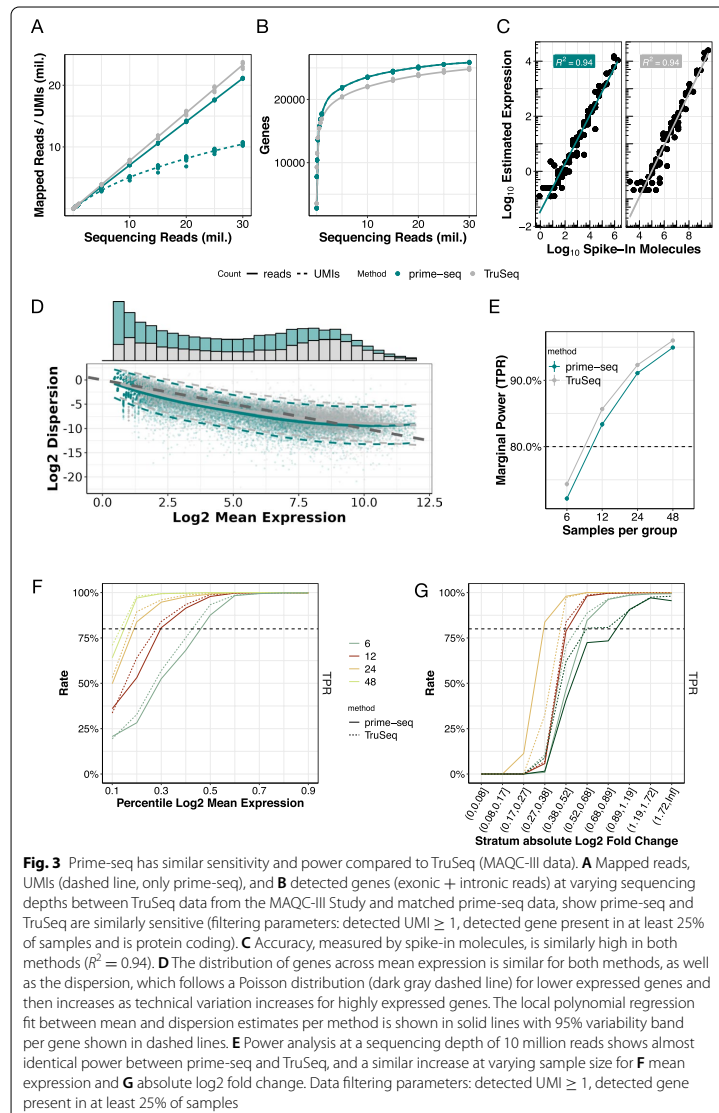 A
Mapped Reads / UMIs (mil.)
20
10
10 20 30
Sequencing Reads (mil.)
B
Genes
20000
10000
0 10 20 30
Sequencing Reads (mil.)
C
Log10 Estimated Expression
4
2
0
−2
R² = 0.94
R² = 0.94
0 2 4 6
4 6 8
Log10 Spike−In Molecules
Count reads UMIs Method prime−seq TruSeq
D
Log2 Dispersion
0
-5
-10
-15
-20
0.0 2.5 5.0 7.5 10.0 12.5
Log2 Mean Expression
E
Marginal Power (TPR)
90.0%
80.0%
method
prime−seq
TruSeq
6 12 24 48
Samples per group
F
Rate
100%
75%
50%
25%
0%
0.1 0.3 0.5 0.7 0.9
Percentile Log2 Mean Expression
TPR
6
12
24
48
method
prime−seq
TruSeq
G
Rate
100%
75%
50%
25%
0%
(0,0.08]
(0.08,0.17]
(0.17,0.27]
(0.27,0.38]
(0.38,0.52]
(0.52,0.68]
(0.68,0.89]
(0.89,1.19]
(1.19,1.72]
(1.72,Inf]
Stratum absolute Log2 Fold Change
TPR
Fig. 3 Prime-seq has similar sensitivity and power compared to TruSeq (MAQC-III data). A Mapped reads,
UMIs (dashed line, only prime-seq), and B detected genes (exonic + intronic reads) at varying sequencing
depths between TruSeq data from the MAQC-III Study and matched prime-seq data, show prime-seq and
TruSeq are similarly sensitive (filtering parameters: detected UMI ≥ 1, detected gene present in at least 25%
of samples and is protein coding). C Accuracy, measured by spike-in molecules, is similarly high in both
methods (R² = 0.94). D The distribution of genes across mean expression is similar for both methods, as well
as the dispersion, which follows a Poisson distribution (dark gray dashed line) for lower expressed genes and
then increases as technical variation increases for highly expressed genes. The local polynomial regression
fit between mean and dispersion estimates per method is shown in solid lines with 95% variability band
per gene shown in dashed lines. E Power analysis at a sequencing depth of 10 million reads shows almost
identical power between prime-seq and TruSeq, and a similar increase at varying sample size for F mean
expression and G absolute log2 fold change. Data filtering parameters: detected UMI ≥ 1, detected gene
present in at least 25% of samples